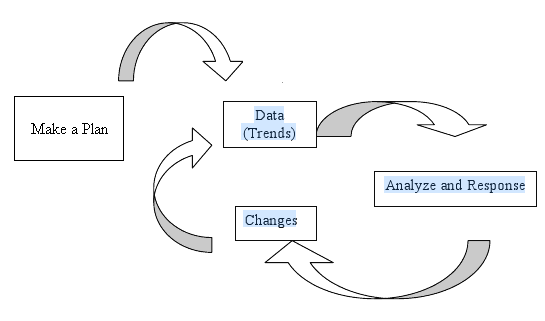 Make a Plan
Data
(Trends)
Analyze and Response
Changes